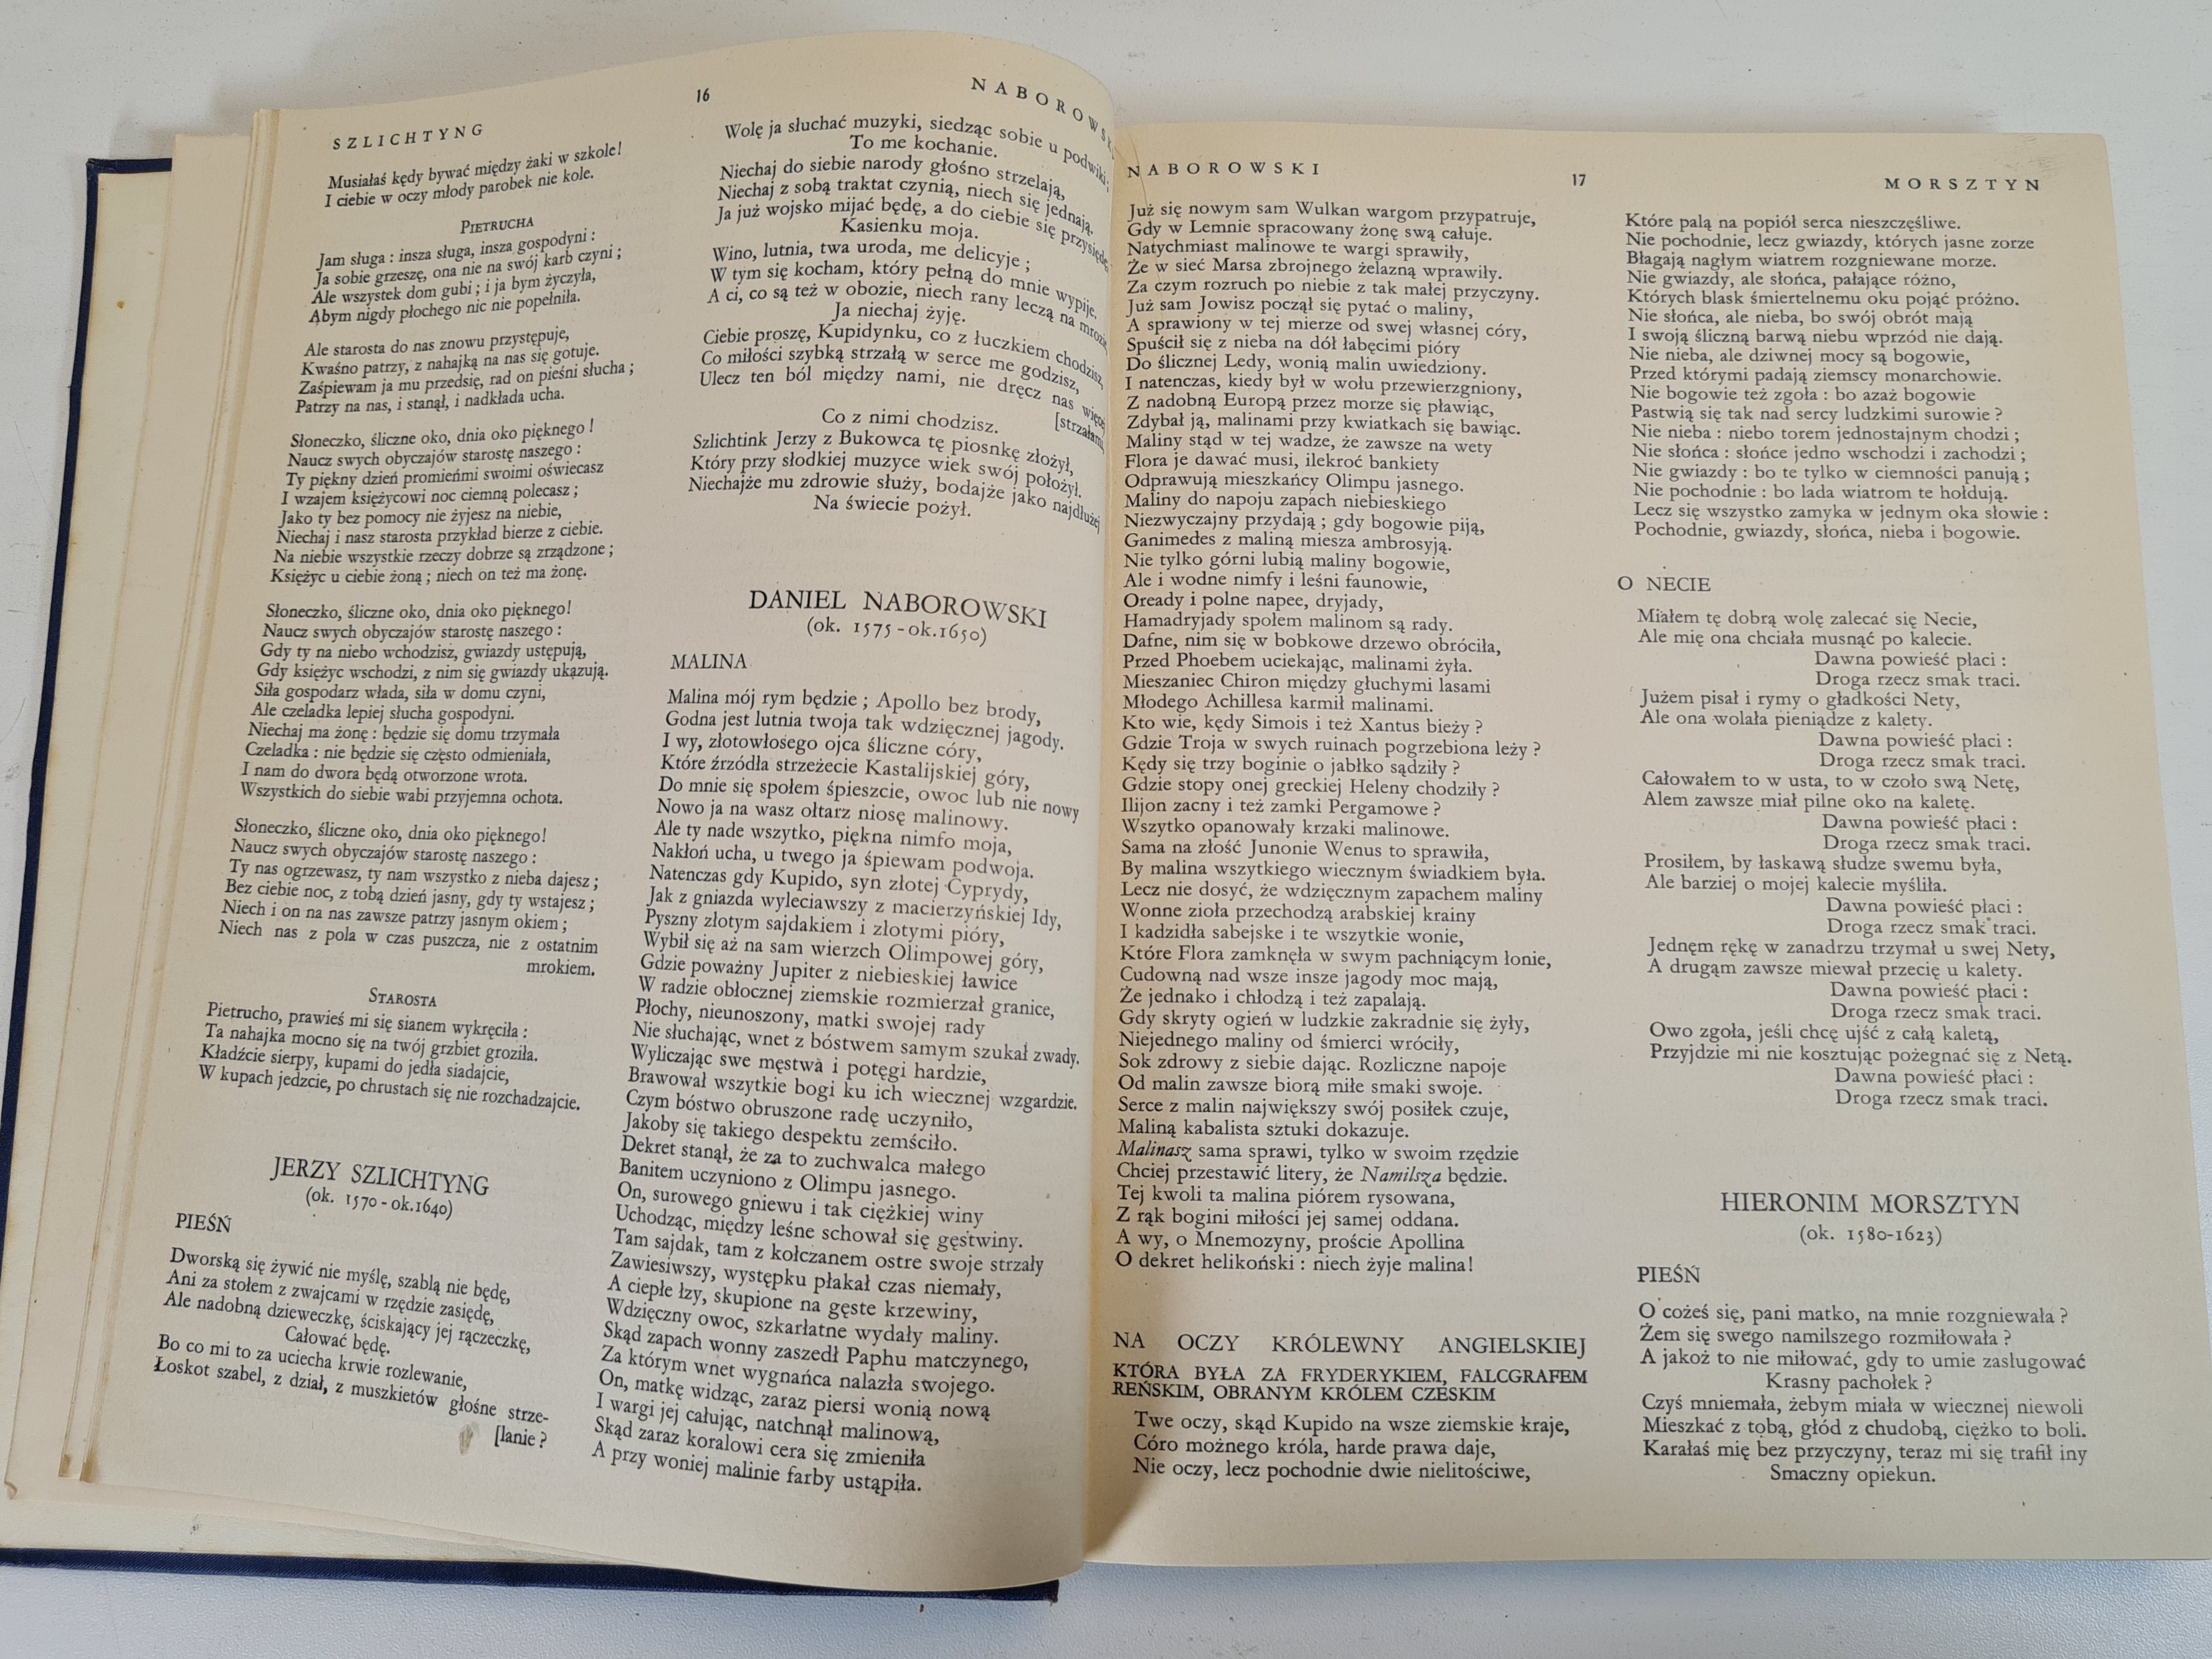 SZLICHTYNG
16
NABOROWSKI
Musiałaś kędy bywać między żaki w szkole!
I ciebie w oczy młody parobek nie kole.
PIETRUCHA
Jam sługa : insza sługa, insza gospodyni :
Ja sobie grzeszę, ona nie na swój karb czyni ;
Ale wszystek dom gubi ; i ja bym życzyła,
Abym nigdy płochego nic nie popełniła.
Ale starosta do nas znowu przystępuje,
Kwaśno patrzy, z nahajką na nas się gotuje.
Zaśpiewam ja mu przedsię, rad on pieśni słucha ;
Patrzy na nas, i stanął, i nadkłada ucha.
Słoneczko, śliczne oko, dnia oko pięknego !
Naucz swych obyczajów starostę naszego :
Ty piękny dzień promieńmi swoimi oświecasz
I wzajem księżycowi noc ciemną polecasz ;
Jako ty bez pomocy nie żyjesz na niebie,
Niechaj i nasz starosta przykład bierze z ciebie.
Na niebie wszystkie rzeczy dobrze są zrządzone ;
Księżyc u ciebie żoną ; niech on też ma żonę.
Słoneczko, śliczne oko, dnia oko pięknego!
Naucz swych obyczajów starostę naszego :
Gdy ty na niebo wchodzisz, gwiazdy ustępują,
Gdy księżyc wschodzi, z nim się gwiazdy ukazują.
Siła gospodarz włada, siła w domu czyni,
Ale czeladka lepiej słucha gospodyni.
Niechaj ma żonę : będzie się domu trzymała
Czeladka : nie będzie się często odmieniała,
I nam do dwora będą otworzone wrota.
Wszystkich do siebie wabi przyjemna ochota.
Słoneczko, śliczne oko, dnia oko pięknego!
Naucz swych obyczajów starostę naszego :
Ty nas ogrzewasz, ty nam wszystko z nieba dajesz ;
Bez ciebie noc, z tobą dzień jasny, gdy ty wstajesz ;
Niech i on na nas zawsze patrzy jasnym okiem ;
Niech nas z pola w czas puszcza, nie z ostatnim
mrokiem.
STAROSTA
Pietrucho, prawieś mi się sianem wykręciła :
Ta nahajka mocno się na twój grzbiet groziła.
Kładźcie sierpy, kupami do jedła siadajcie,
W kupach jedzcie, po chrustach się nie rozchadzajcie.
JERZY SZLICHTYNG
(ok. 1570 - ok.1640)
PIEŚŃ
Dworską się żywić nie myślę, szablą nie będę,
Ani za stołem z zwajcami w rzędzie zasiędę,
Ale nadobną dzieweczkę, ściskający jej rączeczkę,
Całować będę.
Bo co mi to za uciecha krwie rozlewanie,
Łoskot szabel, z dział, z muszkietów głośne strze-
[lanie ?
Wolę ja słuchać muzyki, siedząc sobie u podwiki ;
To me kochanie.
Niechaj do siebie narody głośno strzelają,
Niechaj z sobą traktat czynią, niech się jednają.
Ja już wojsko mijać będę, a do ciebie się przysiędę,
Kasienku moja.
Wino, lutnia, twa uroda, me delicyje ;
W tym się kocham, który pełną do mnie wypije.
A ci, co są też w obozie, niech rany leczą na mrozie,
Ja niechaj żyję.
Ciebie proszę, Kupidynku, co z łuczkiem chodzisz,
Co miłości szybką strzałą w serce me godzisz,
Ulecz ten ból między nami, nie dręcz nas więcej
[strzałami,
Co z nimi chodzisz.
Szlichtink Jerzy z Bukowca tę piosnkę złożył,
Który przy słodkiej muzyce wiek swój położył.
Niechajże mu zdrowie służy, bodajże jako najdłużej
Na świecie pożył.
DANIEL NABOROWSKI
(ok. 1575 - ok.1650)
MALINA
Malina mój rym będzie ; Apollo bez brody,
Godna jest lutnia twoja tak wdzięcznej jagody.
I wy, złotowłosego ojca śliczne córy,
Które źrzódła strzeżecie Kastalijskiej góry,
Do mnie się społem śpieszcie, owoc lub nie nowy
Nowo ja na wasz ołtarz niosę malinowy.
Ale ty nade wszytko, piękna nimfo moja,
Nakłoń ucha, u twego ja śpiewam podwoja.
Natenczas gdy Kupido, syn złotej Cyprydy,
Jak z gniazda wyleciawszy z macierzyńskiej Idy,
Pyszny złotym sajdakiem i złotymi pióry,
Wybił się aż na sam wierzch Olimpowej góry,
Gdzie poważny Jupiter z niebieskiej ławice
W radzie obłocznej ziemskie rozmierzał granice,
Płochy, nieunoszony, matki swojej rady
Nie słuchając, wnet z bóstwem samym szukał zwady.
Wyliczając swe męstwa i potęgi hardzie,
Brawował wszytkie bogi ku ich wiecznej wzgardzie.
Czym bóstwo obruszone radę uczyniło,
Jakoby się takiego despektu zemściło.
Dekret stanął, że za to zuchwalca małego
Banitem uczyniono z Olimpu jasnego.
On, surowego gniewu i tak ciężkiej winy
Uchodząc, między leśne schował się gęstwiny.
Tam sajdak, tam z kołczanem ostre swoje strzały
Zawiesiwszy, występku płakał czas niemały,
A ciepłe łzy, skupione na gęste krzewiny,
Wdzięczny owoc, szkarłatne wydały maliny.
Skąd zapach wonny zaszedł Paphu matczynego,
Za którym wnet wygnańca nalazła swojego.
On, matkę widząc, zaraz piersi wonią nową
I wargi jej całując, natchnął malinową,
Skąd zaraz koralowi cera się zmieniła
A przy woniej malinie farby ustąpiła.
NABOROWSKI
17
MORSZTYN
Już się nowym sam Wulkan wargom przypatruje,
Gdy w Lemnie spracowany żonę swą całuje.
Natychmiast malinowe te wargi sprawiły,
Że w sieć Marsa zbrojnego żelazną wprawiły.
Za czym rozruch po niebie z tak małej przyczyny.
Już sam Jowisz począł się pytać o maliny,
A sprawiony w tej mierze od swej własnej córy,
Spuścił się z nieba na dół łabęcimi pióry
Do ślicznej Ledy, wonią malin uwiedziony.
I natenczas, kiedy był w wołu przewierzgniony,
Z nadobną Europą przez morze się pławiąc,
Zdybał ją, malinami przy kwiatkach się bawiąc.
Maliny stąd w tej wadze, że zawsze na wety
Flora je dawać musi, ilekroć bankiety
Odprawują mieszkańcy Olimpu jasnego.
Maliny do napoju zapach niebieskiego
Niezwyczajny przydają ; gdy bogowie piją,
Ganimedes z maliną miesza ambrosyją.
Nie tylko górni lubią maliny bogowie,
Ale i wodne nimfy i leśni faunowie,
Oready i polne napee, dryjady,
Hamadryjady społem malinom są rady.
Dafne, nim się w bobkowe drzewo obróciła,
Przed Phoebem uciekając, malinami żyła.
Mieszaniec Chiron między głuchymi lasami
Młodego Achillesa karmił malinami.
Kto wie, kędy Simois i też Xantus bieży ?
Gdzie Troja w swych ruinach pogrzebiona leży ?
Kędy się trzy boginie o jabłko sądziły ?
Gdzie stopy onej greckiej Heleny chodziły ?
Ilijon zacny i też zamki Pergamowe ?
Wszytko opanowały krzaki malinowe.
Sama na złość Junonie Wenus to sprawiła,
By malina wszytkiego wiecznym świadkiem była.
Lecz nie dosyć, że wdzięcznym zapachem maliny
Wonne zioła przechodzą arabskiej krainy
I kadzidła sabejske i te wszytkie wonie,
Które Flora zamknęła w swym pachniącym łonie,
Cudowną nad wsze insze jagody moc mają,
Że jednako i chłodzą i też zapalają.
Gdy skryty ogień w ludzkie zakradnie się żyły,
Niejednego maliny od śmierci wróciły,
Sok zdrowy z siebie dając. Rozliczne napoje
Od malin zawsze biorą miłe smaki swoje.
Serce z malin największy swój posiłek czuje,
Maliną kabalista sztuki dokazuje.
Malinasz sama sprawi, tylko w swoim rzędzie
Chciej przestawić litery, że Namilsza będzie.
Tej kwoli ta malina piórem rysowana,
Z rąk bogini miłości jej samej oddana.
A wy, o Mnemozyny, proście Apollina
O dekret helikoński : niech żyje malina!
NA OCZY KRÓLEWNY ANGIELSKIEJ
KTÓRA BYŁA ZA FRYDERYKIEM, FALCGRAFEM
REŃSKIM, OBRANYM KRÓLEM CZESKIM
Twe oczy, skąd Kupido na wsze ziemskie kraje,
Córo możnego króla, harde prawa daje,
Nie oczy, lecz pochodnie dwie nielitościwe,
Które palą na popiół serca nieszczęśliwe.
Nie pochodnie, lecz gwiazdy, których jasne zorze
Błagają nagłym wiatrem rozgniewane morze.
Nie gwiazdy, ale słońca, pałające różno,
Których blask śmiertelnemu oku pojąć próżno.
Nie słońca, ale nieba, bo swój obrót mają
I swoją śliczną barwą niebu wprzód nie dają.
Nie nieba, ale dziwnej mocy są bogowie,
Przed którymi padają ziemscy monarchowie.
Nie bogowie też zgoła : bo azaż bogowie
Pastwią się tak nad sercy ludzkimi surowie ?
Nie nieba : niebo torem jednostajnym chodzi ;
Nie słońca : słońce jedno wschodzi i zachodzi ;
Nie gwiazdy : bo te tylko w ciemności panują ;
Nie pochodnie : bo lada wiatrom te hołdują.
Lecz się wszystko zamyka w jednym oka słowie :
Pochodnie, gwiazdy, słońca, nieba i bogowie.
O NECIE
Miałem tę dobrą wolę zalecać się Necie,
Ale mię ona chciała musnąć po kalecie.
Dawna powieść płaci :
Droga rzecz smak traci.
Jużem pisał i rymy o gładkości Nety,
Ale ona wolała pieniądze z kalety.
Dawna powieść płaci :
Droga rzecz smak traci.
Całowałem to w usta, to w czoło swą Netę,
Alem zawsze miał pilne oko na kaletę.
Dawna powieść płaci :
Droga rzecz smak traci.
Prosiłem, by łaskawą słudze swemu była,
Ale barziej o mojej kalecie myśliła.
Dawna powieść płaci :
Droga rzecz smak traci.
Jednęm rękę w zanadrzu trzymał u swej Nety,
A drugąm zawsze miewał przecię u kalety.
Dawna powieść płaci :
Droga rzecz smak traci.
Owo zgoła, jeśli chcę ujść z całą kaletą,
Przyjdzie mi nie kosztując pożegnać się z Netą.
Dawna powieść płaci :
Droga rzecz smak traci.
HIERONIM MORSZTYN
(ok. 1580-1623)
PIEŚŃ
O cożeś się, pani matko, na mnie rozgniewała ?
Żem się swego namilszego rozmiłowała ?
A jakoż to nie miłować, gdy to umie zasługować
Krasny pachołek ?
Czyś mniemała, żebym miała w wiecznej niewoli
Mieszkać z tobą, głód z chudobą, ciężko to boli.
Karałaś mię bez przyczyny, teraz mi się trafił iny
Smaczny opiekun.